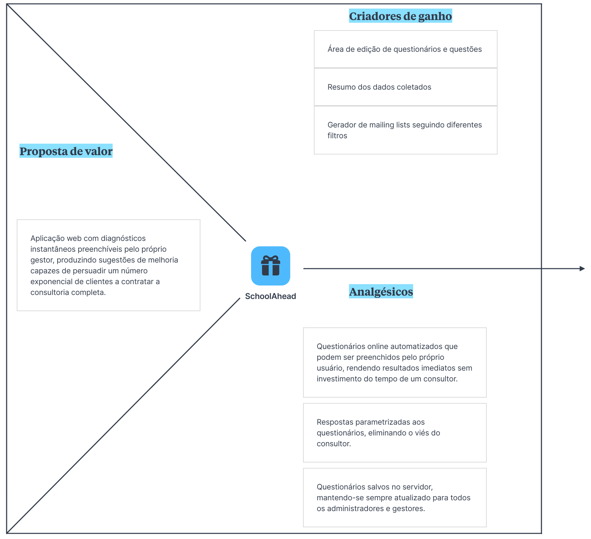 Criadores de ganho
Área de edição de questionários e questões
Resumo dos dados coletados
Gerador de mailing lists seguindo diferentes
filtros
Proposta de valor
Aplicação web com diagnósticos
instantâneos preenchíveis pelo próprio
gestor, produzindo sugestões de melhoria
capazes de persuadir um número
exponencial de clientes a contratar a
consultoria completa.
SchoolAhead
Analgésicos
Questionários online automatizados que
podem ser preenchidos pelo próprio
usuário, rendendo resultados imediatos sem
investimento do tempo de um consultor.
Respostas parametrizadas aos
questionários, eliminando o viés do
consultor.
Questionários salvos no servidor,
mantendo-se sempre atualizado para todos
os administradores e gestores.